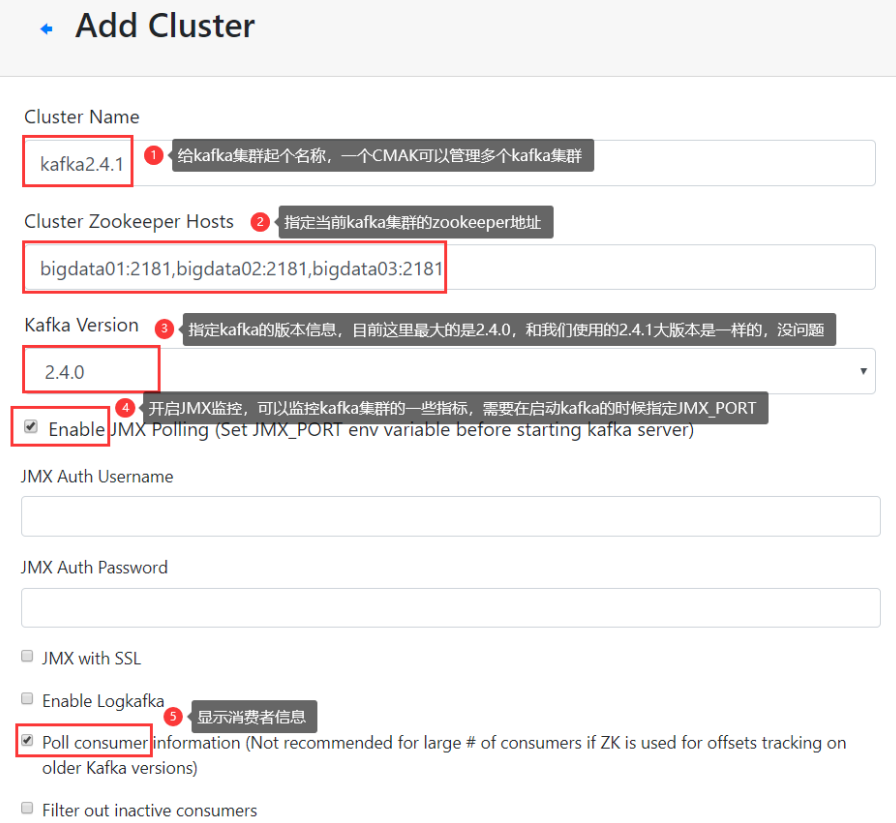 Add Cluster
Cluster Name
kafka2.4.1
1 给kafka集群起个名称，一个CMAK可以管理多个kafka集群
Cluster Zookeeper Hosts
2 指定当前kafka集群的zookeeper地址
bigdata01:2181,bigdata02:2181,bigdata03:2181
Kafka Version
3 指定kafka的版本信息，目前这里最大的是2.4.0，和我们使用的2.4.1大版本是一样的，没问题
2.4.0
4 开启JMX监控，可以监控kafka集群的一些指标，需要在启动kafka的时候指定JMX_PORT
Enable JMX Polling (Set JMX_PORT env variable before starting kafka server)
JMX Auth Username
JMX Auth Password
JMX with SSL
Enable Logkafka
5 显示消费者信息
Poll consumer information (Not recommended for large # of consumers if ZK is used for offsets tracking on
older Kafka versions)
Filter out inactive consumers